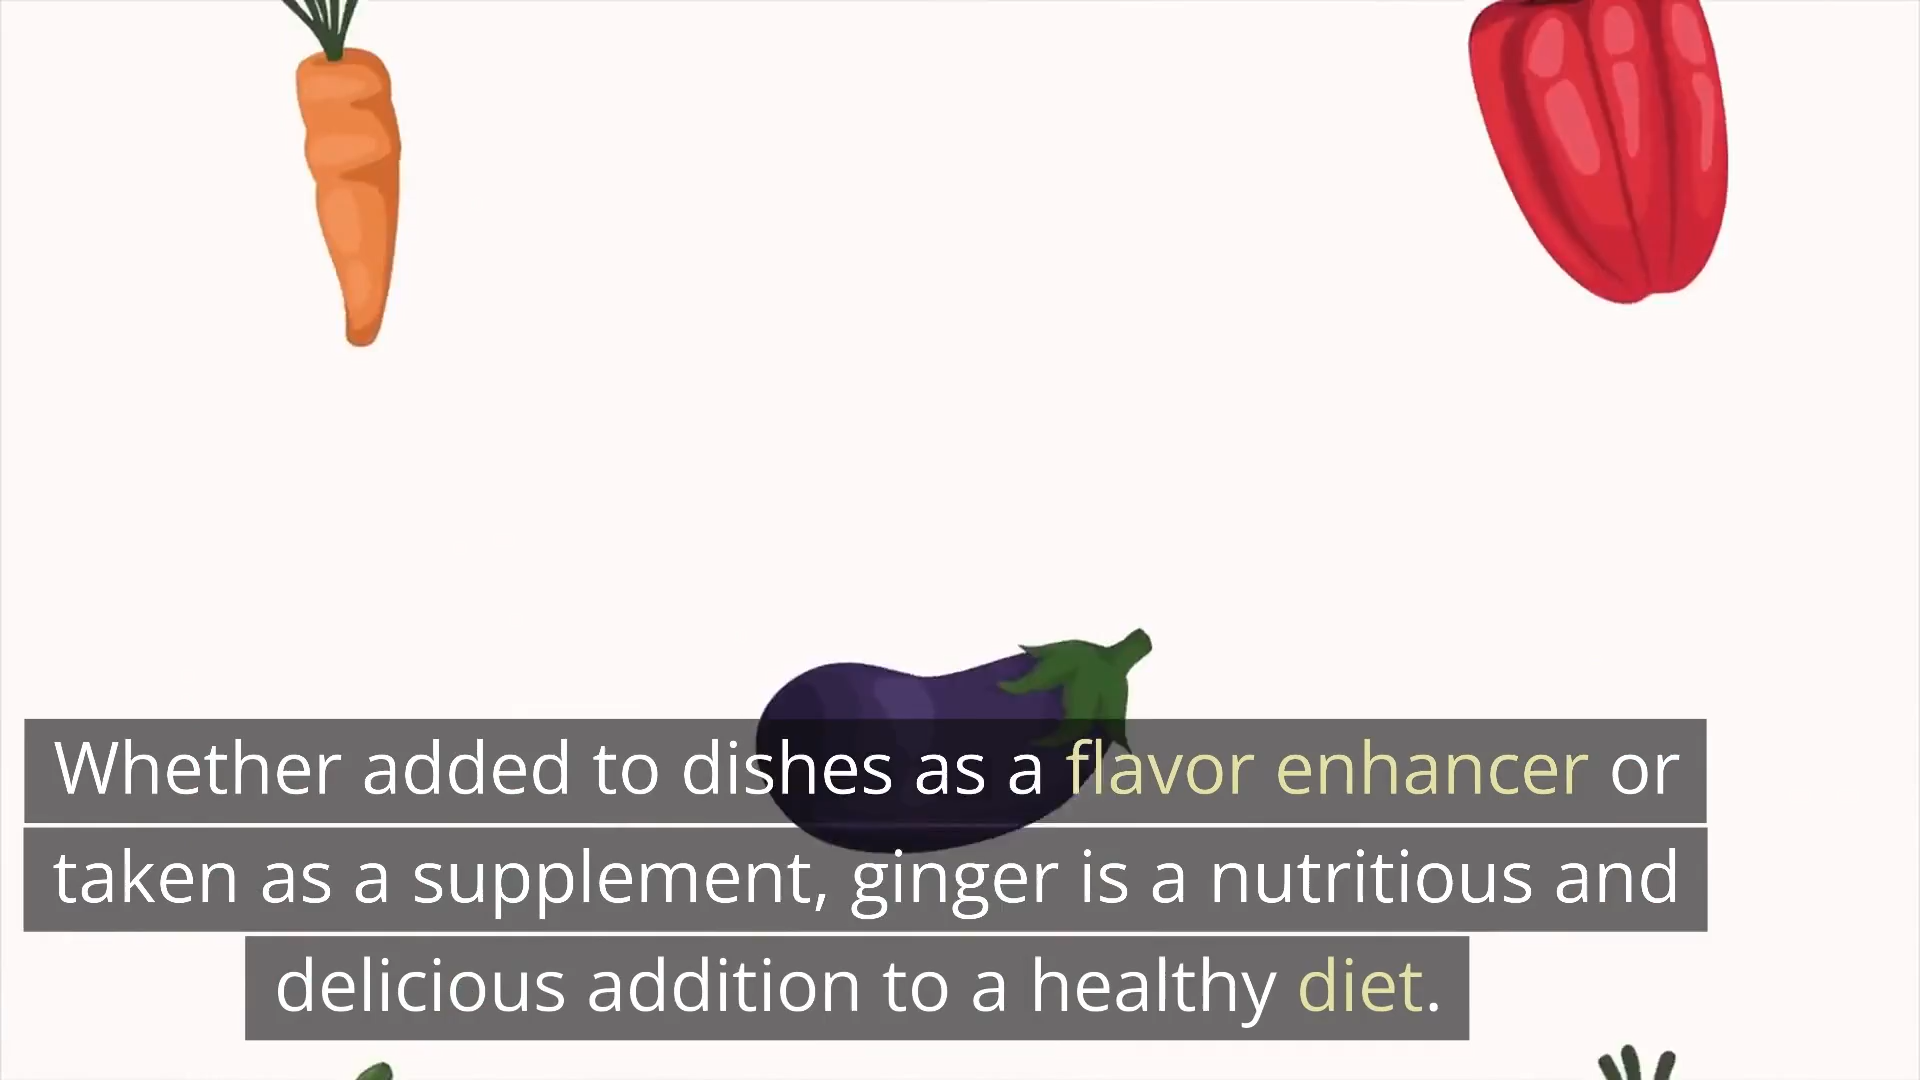 Whether added to dishes as a flavor enhancer or
taken as a supplement, ginger is a nutritious and
delicious addition to a healthy diet.